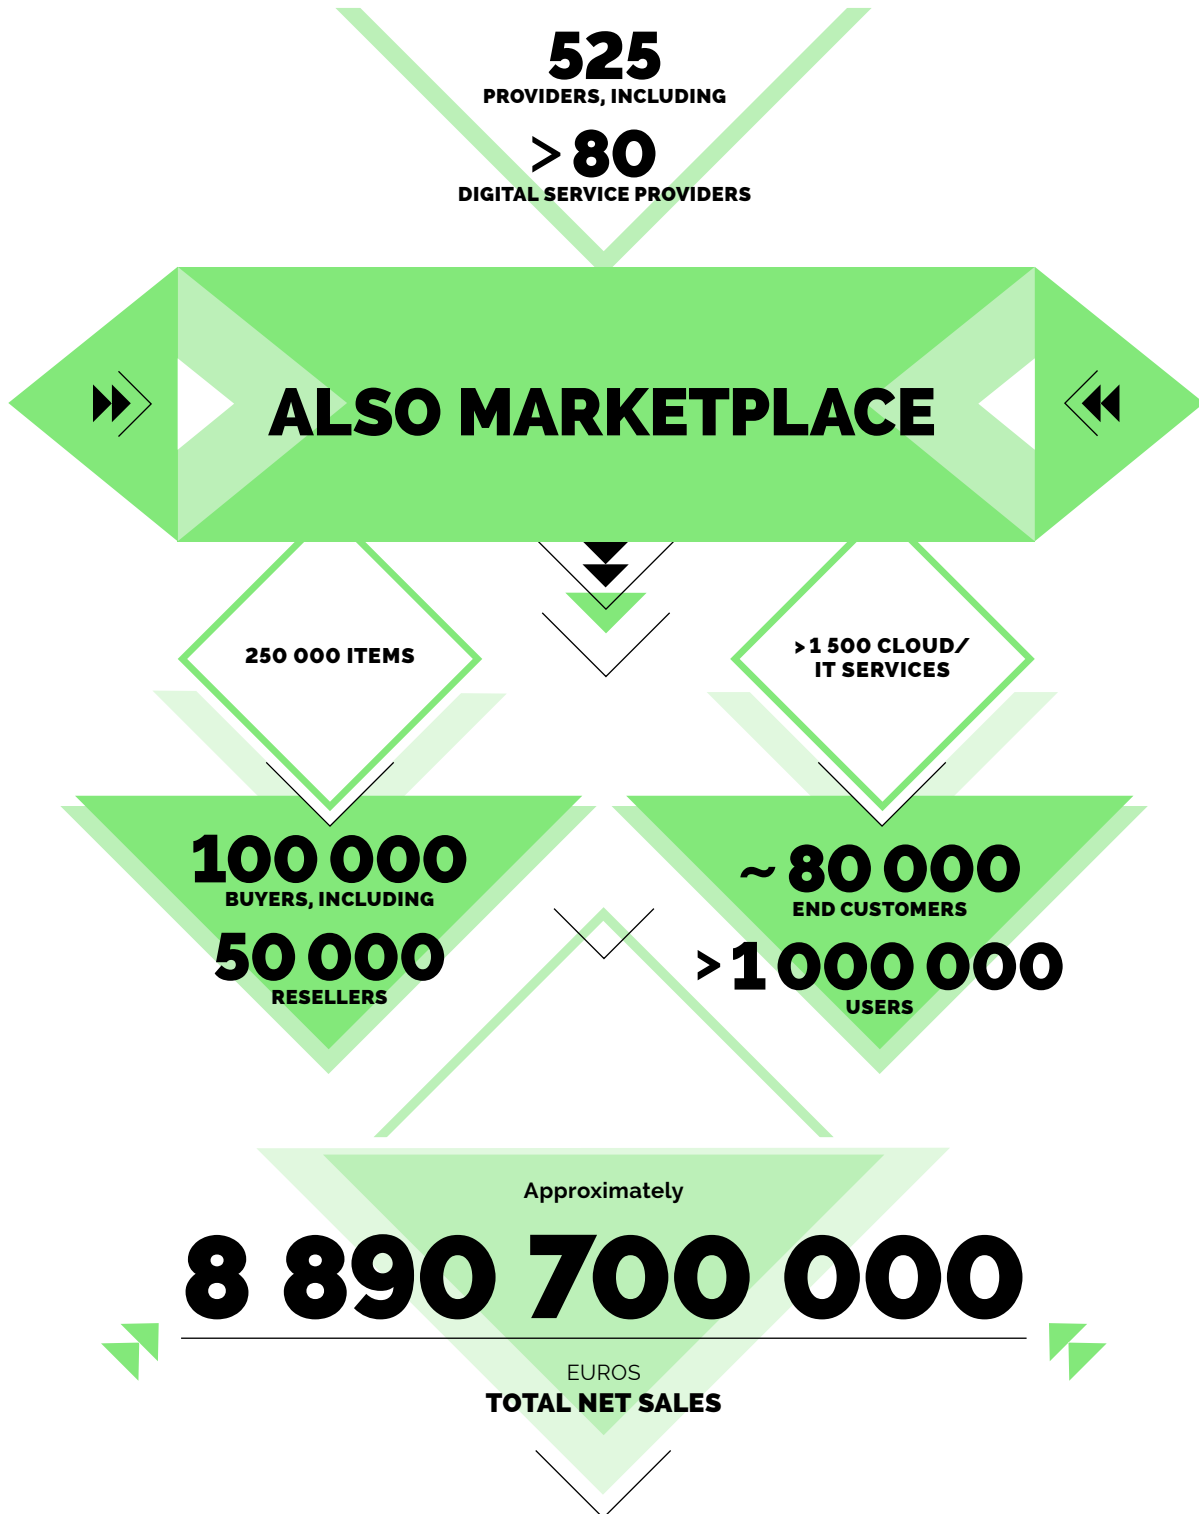 525
PROVIDERS, INCLUDING
> 80
DIGITAL SERVICE PROVIDERS
ALSO MARKETPLACE
250 000 ITEMS
> 1 500 CLOUD/
IT SERVICES
100 000
BUYERS, INCLUDING
50 000
RESELLERS
~ 80 000
END CUSTOMERS
> 1 000 000
USERS
Approximately
8 890 700 000
EUROS
TOTAL NET SALES